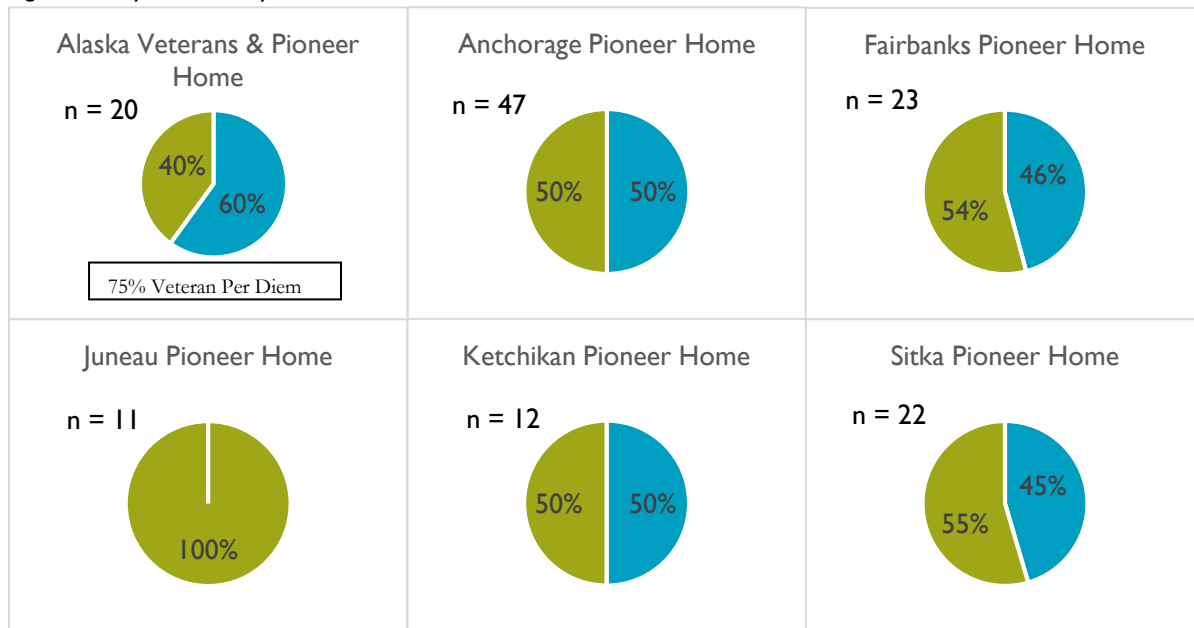 Alaska Veterans & Pioneer
Home
n = 20
40%
60%
75% Veteran Per Diem
Anchorage Pioneer Home
n = 47
50%
50%
Fairbanks Pioneer Home
n = 23
46%
54%
Juneau Pioneer Home
n = 11
100%
Ketchikan Pioneer Home
n = 12
50%
50%
Sitka Pioneer Home
n = 22
45%
55%